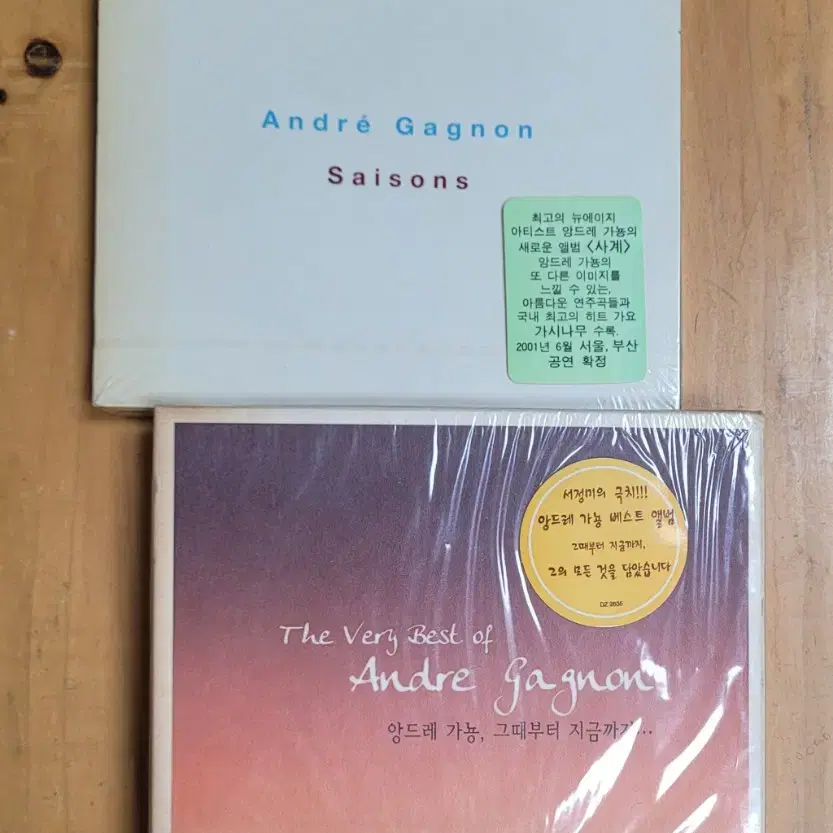 André Gagnon
Saisons
최고의 뉴에이지
아티스트 앙드레 가뇽의
새로운 앨범 <사계>
앙드레 가뇽의
또 다른 이미지를
느낄 수 있는,
아름다운 연주곡들과
국내 최고의 히트 가요
가시나무 수록.
2001년 6월 서울, 부산
공연 확정
서정미의 극치!!!
앙드레 가뇽 베스트 앨범
그때부터 지금까지,
그의 모든 것을 담았습니다
DZ 2635
The Very Best of
Andre Gagnon
앙드레 가뇽, 그때부터 지금까지...